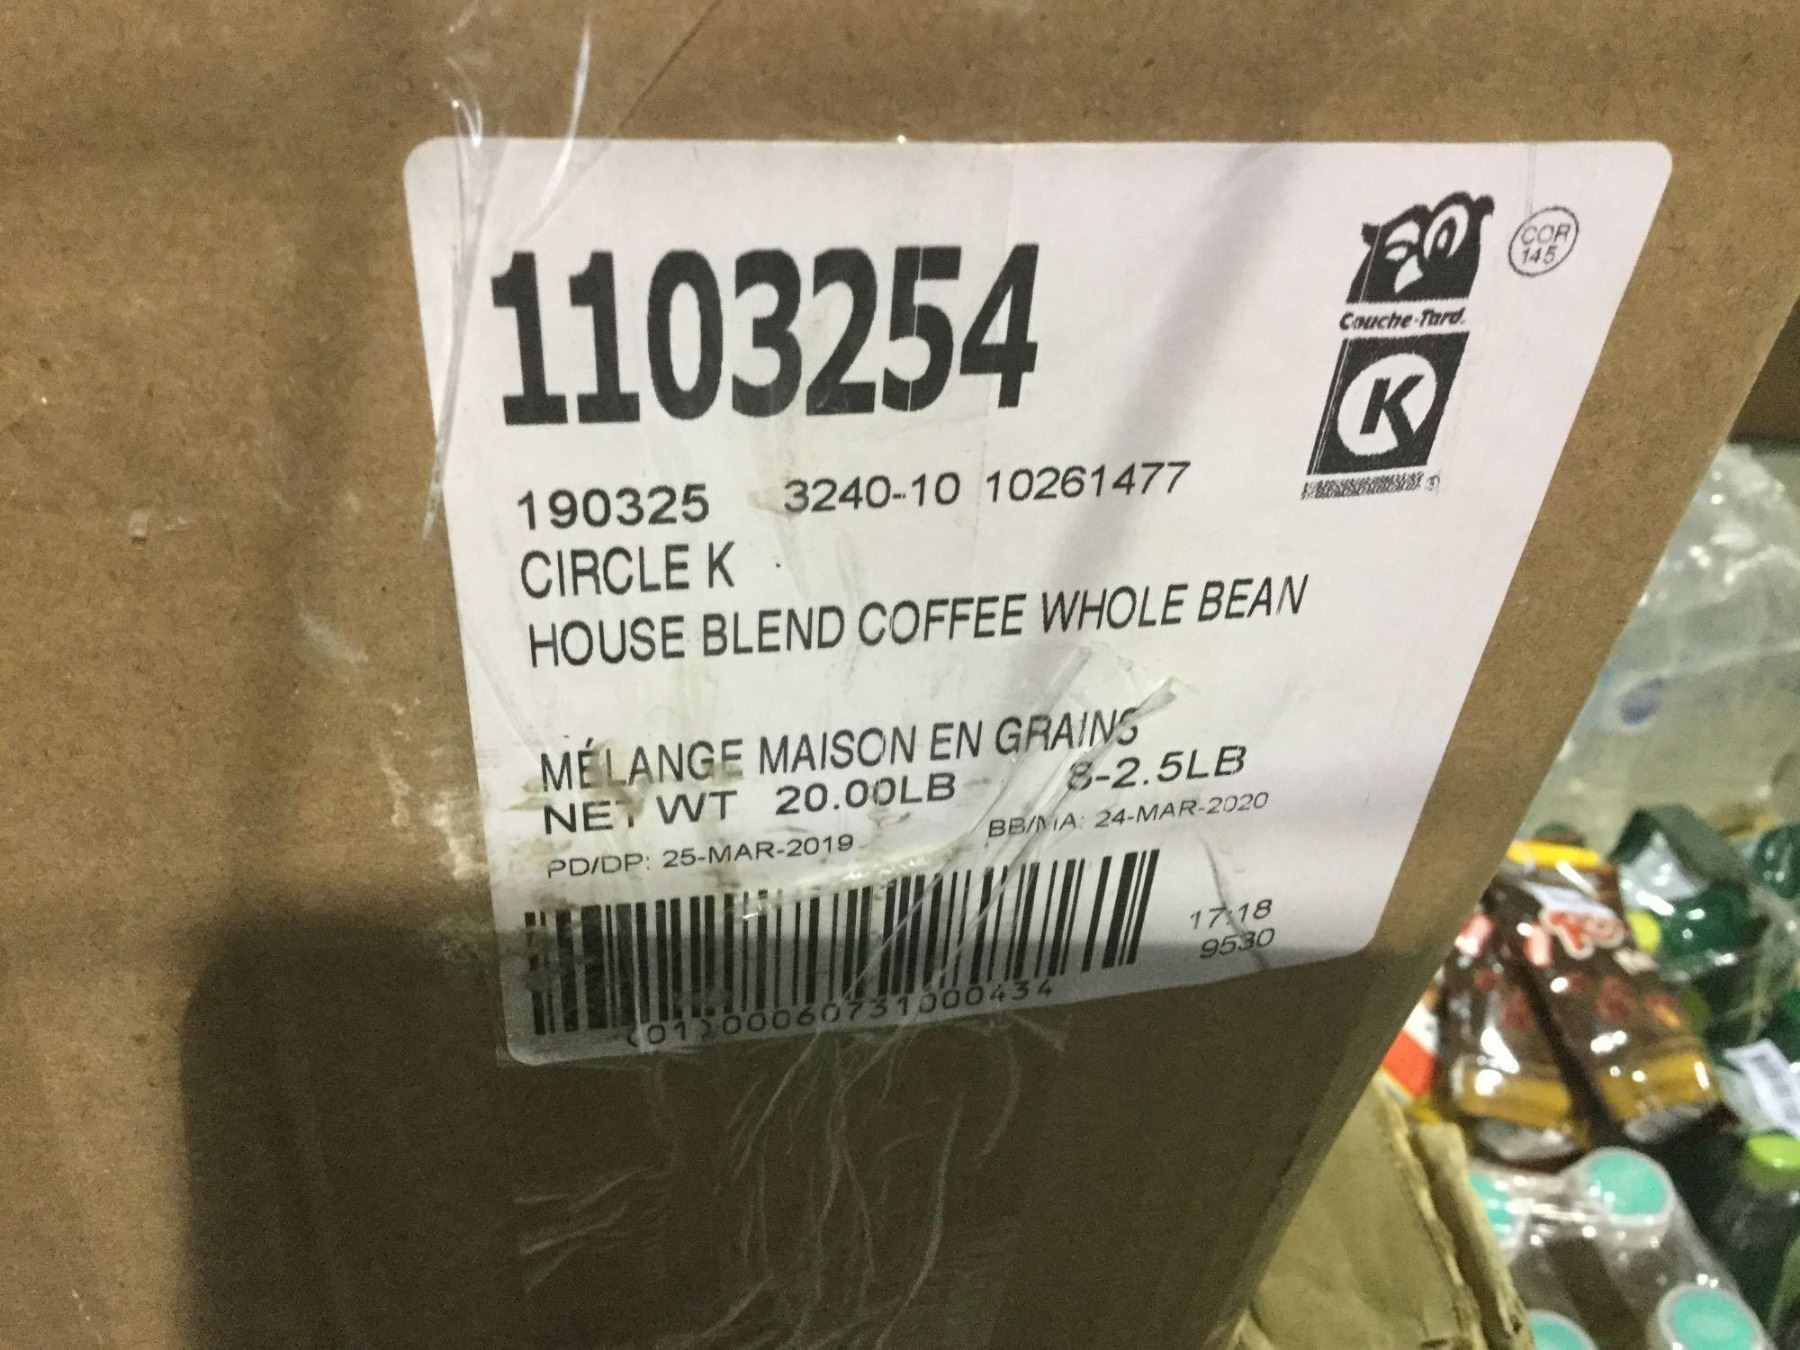 1103254
COR
145
Couche-Tard.
K
190325 3240-10 10261477
CIRCLE K
HOUSE BLEND COFFEE WHOLE BEAN
MÉLANGE MAISON EN GRAINS
NET WT 20.00LB 8-2.5LB
PD/DP: 25-MAR-2019 BB/MA: 24-MAR-2020
17:18
9530
(01)00060731000434